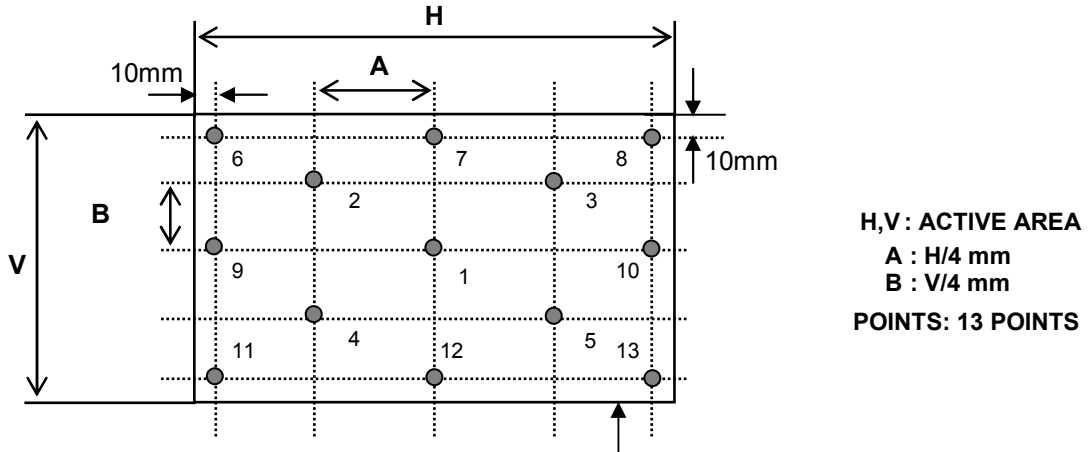 H
A
10mm
6
7
8
10mm
2
3
B
H,V : ACTIVE AREA
V
9
1
10
A : H/4 mm
B : V/4 mm
POINTS: 13 POINTS
4
5
11
12
13